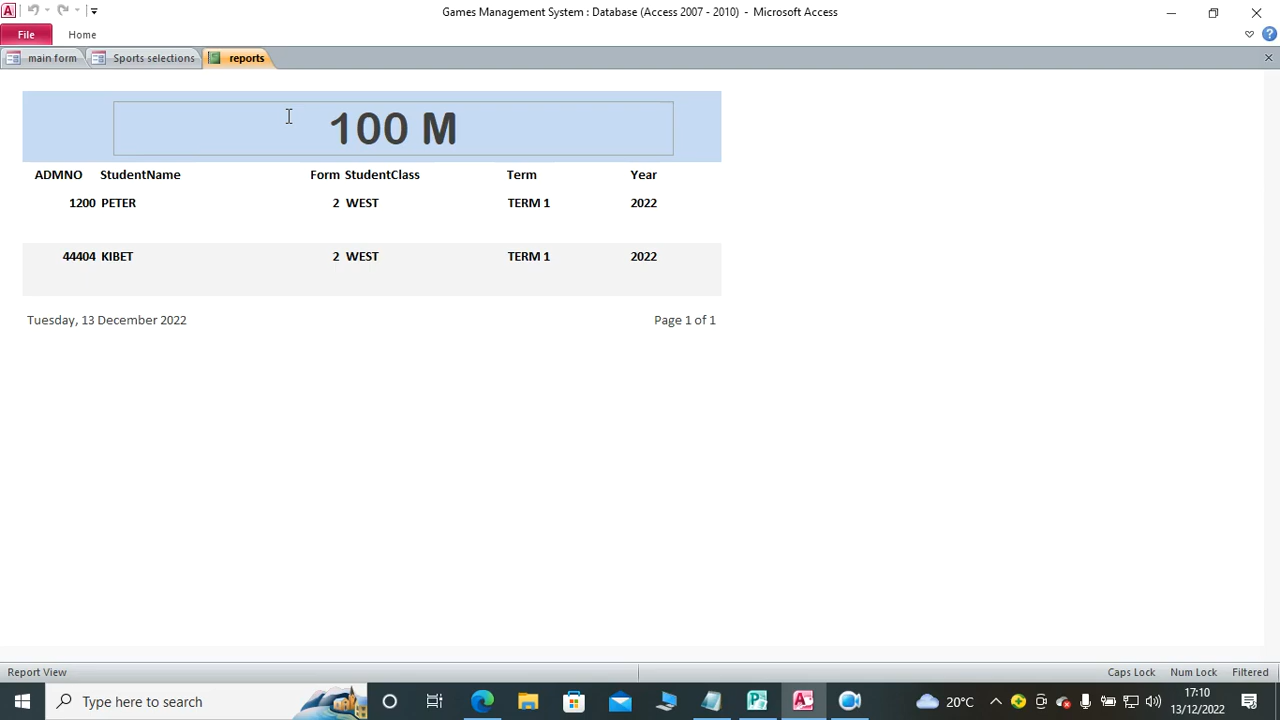 Games Management System : Database (Access 2007 - 2010) - Microsoft Access
File Home
main form Sports selections reports
100 M
ADMNO StudentName Form StudentClass Term Year
1200 PETER 2 WEST TERM 1 2022
44404 KIBET 2 WEST TERM 1 2022
Tuesday, 13 December 2022 Page 1 of 1
Report View Caps Lock Num Lock Filtered
Type here to search 20°C 17:10
13/12/2022